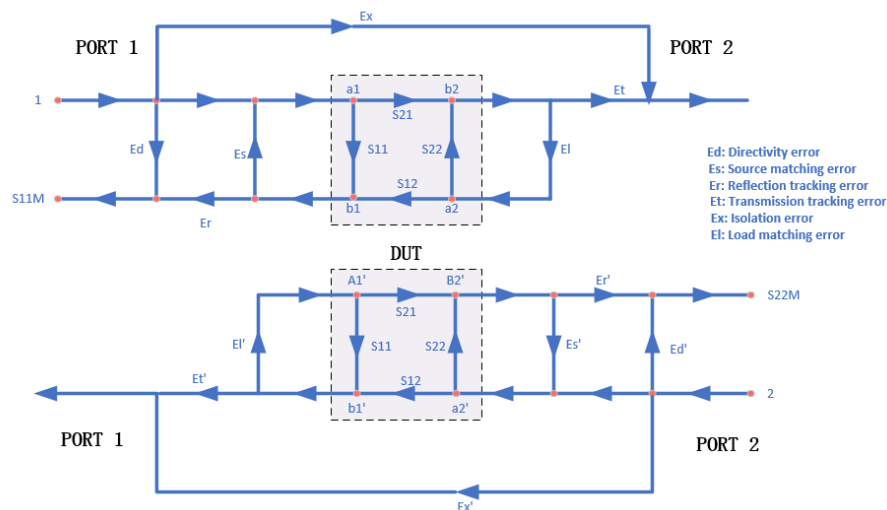 Ex
PORT 1
PORT 2
1
a1
b2
Et
S21
Ed
Es
S11
S22
El
S12
S11M
Er
b1
a2
Ed: Directivity error
Es: Source matching error
Er: Reflection tracking error
Et: Transmission tracking error
Ex: Isolation error
El: Load matching error
DUT
A1'
B2'
Er'
S22M
S21
El'
S11
S22
Es'
Ed'
Et'
S12
2
b1'
a2'
PORT 1
PORT 2
Ex'